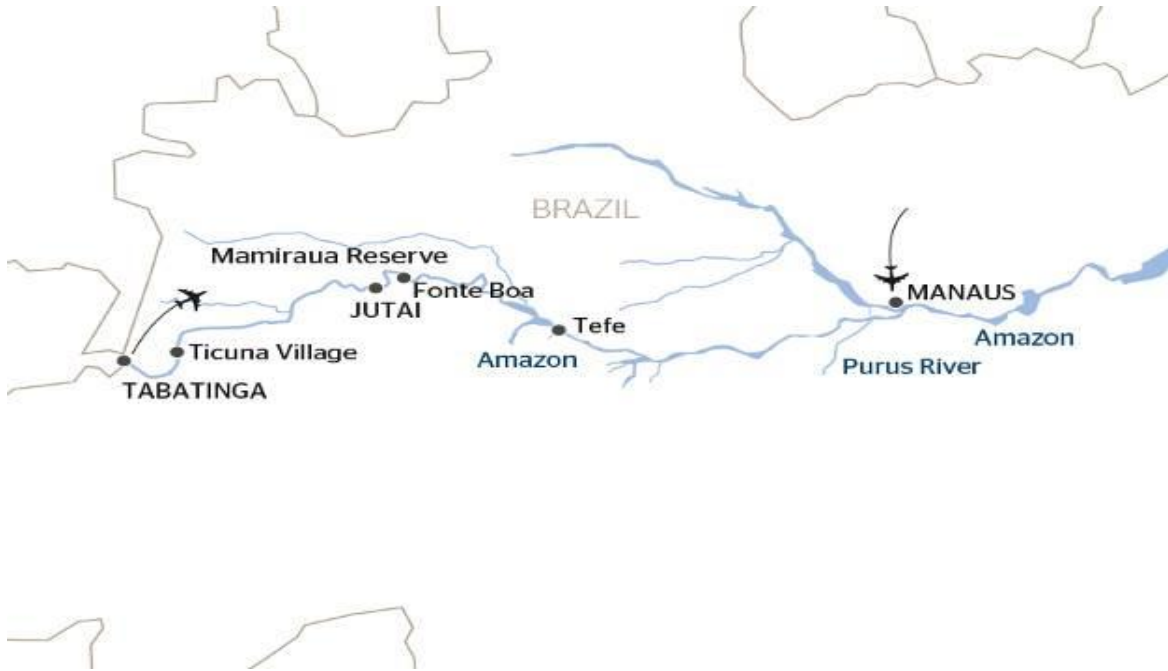 BRAZIL
Mamiraua Reserve
Fonte Boa
MANAUS
JUTAI
Tefe
Amazon
Ticuna Village
Amazon
Purus River
TABATINGA